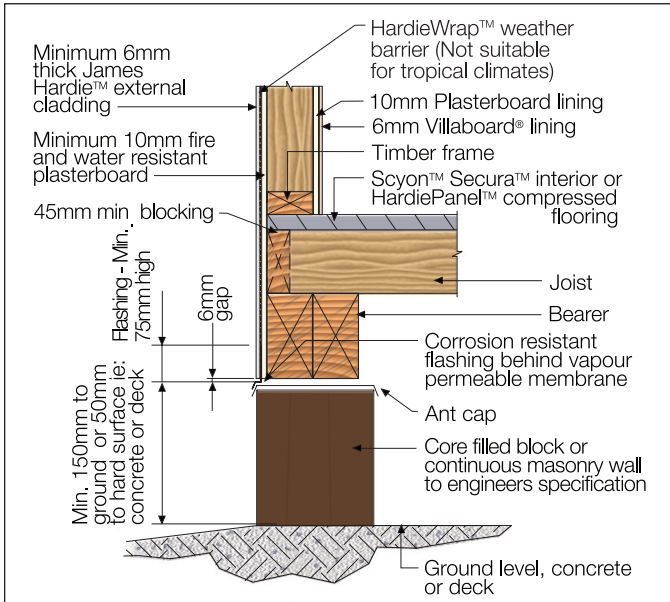 Minimum 6mm
thick James
Hardie™ external
cladding
Minimum 10mm fire
and water resistant
plasterboard
45mm min blocking
Flashing - Min.
75mm high
6mm
gap
Min. 150mm to
ground or 50mm
to hard surface ie:
concrete or deck
HardieWrap™ weather
barrier (Not suitable
for tropical climates)
10mm Plasterboard lining
6mm Villaboard® lining
Timber frame
Scyon™ Secura™ interior or
HardiePanel™ compressed
flooring
Joist
Bearer
Corrosion resistant
flashing behind vapour
permeable membrane
Ant cap
Core filled block or
continuous masonry wall
to engineers specification
Ground level, concrete
or deck